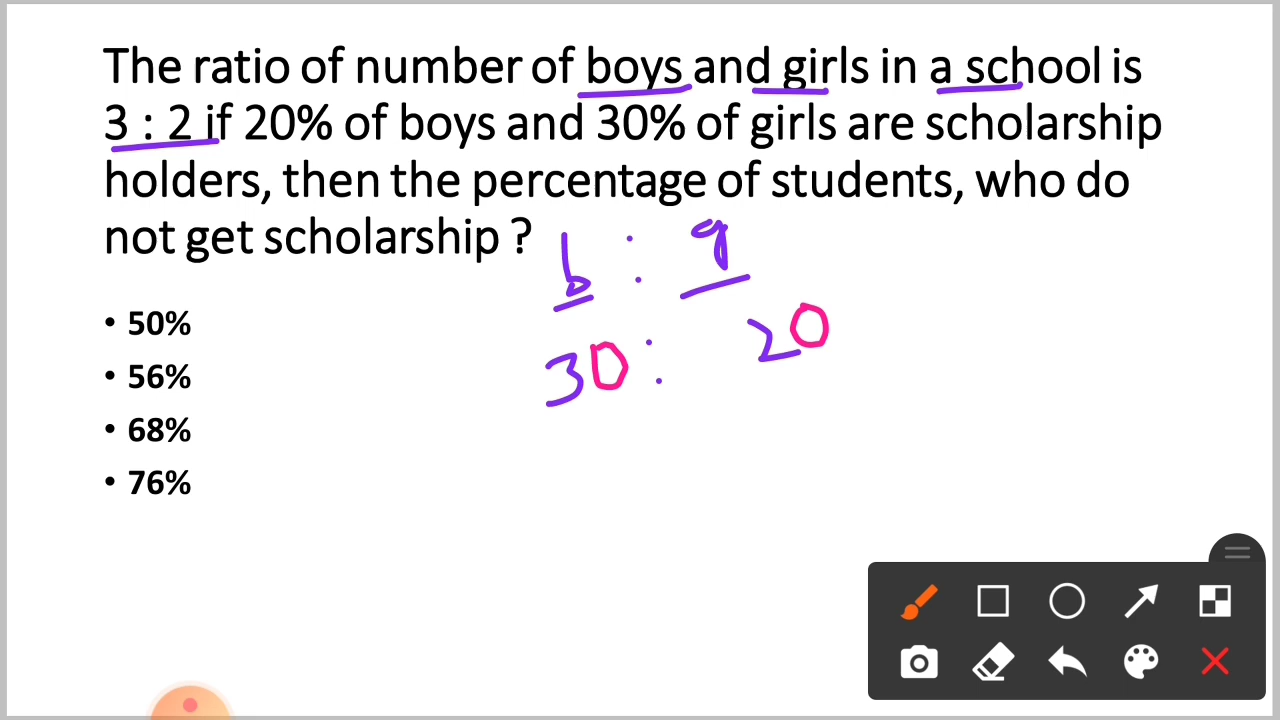 The ratio of number of boys and girls in a school is
3 : 2 if 20% of boys and 30% of girls are scholarship
holders, then the percentage of students, who do
not get scholarship ?
b : g
30 : 20
• 50%
• 56%
• 68%
• 76%